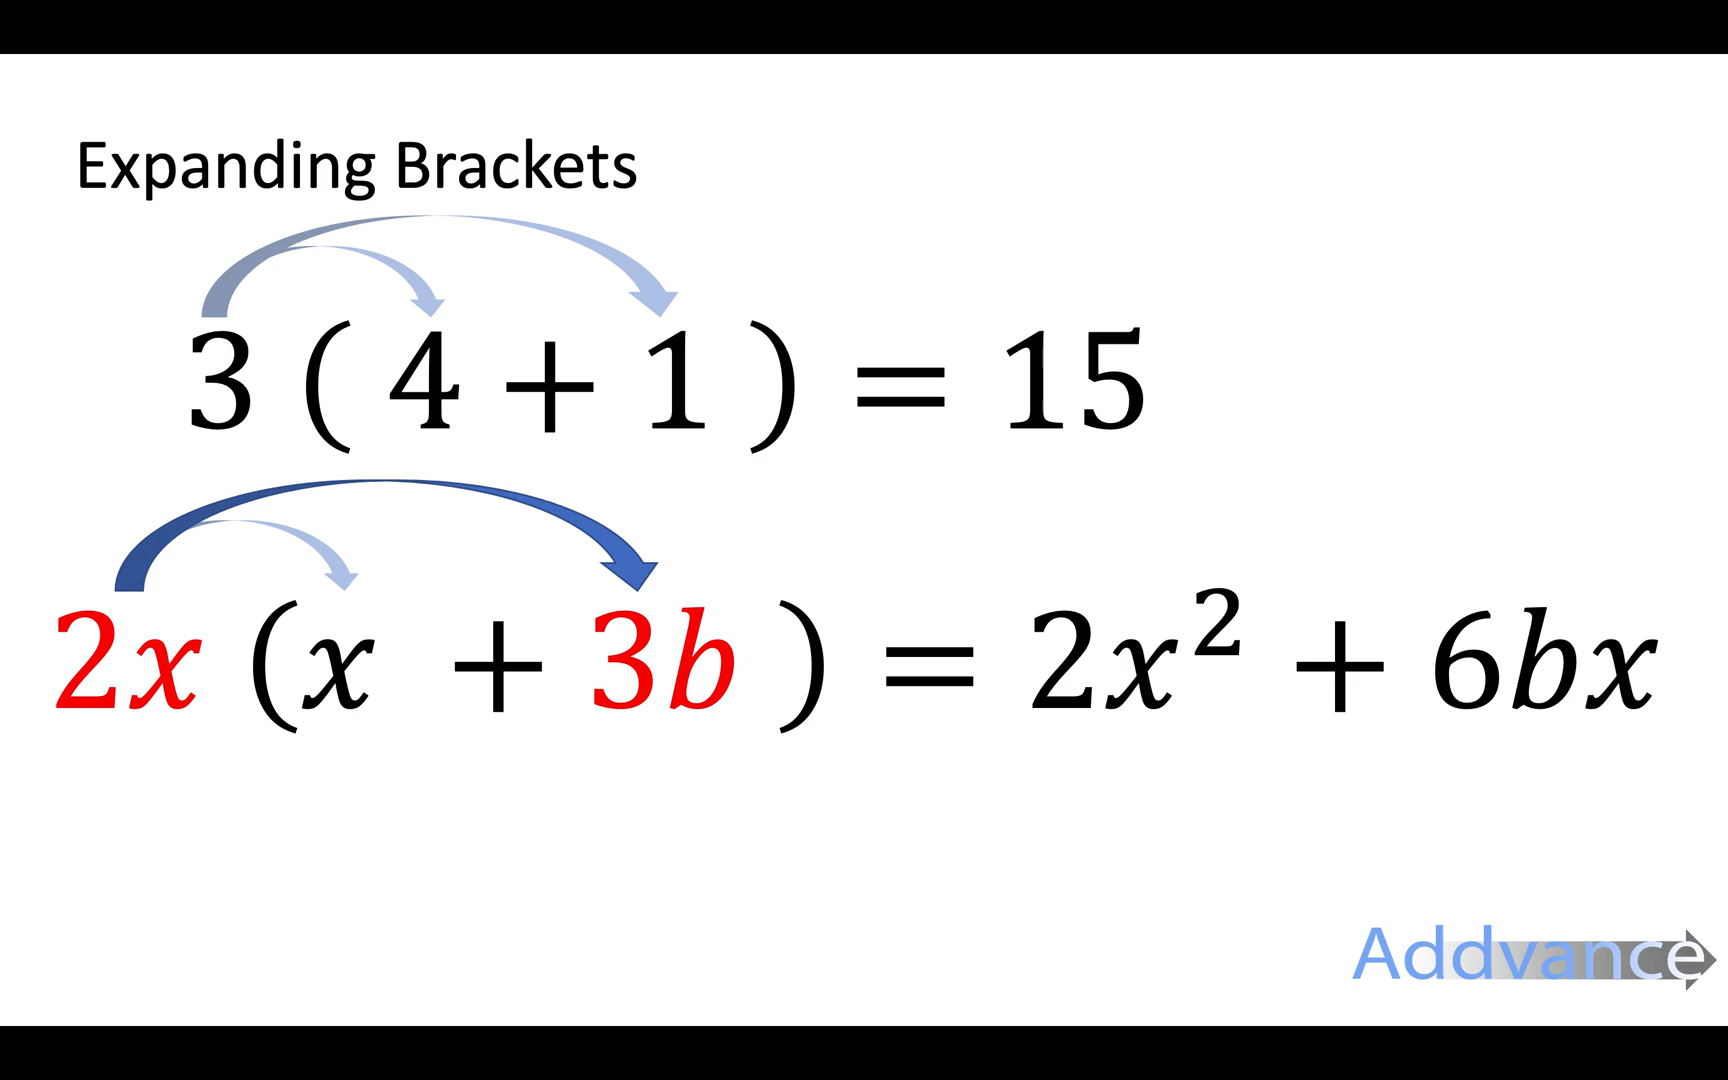 Expanding Brackets
3 ( 4 + 1 ) = 15
2x (x + 3b ) = 2x² + 6bx
Addvance